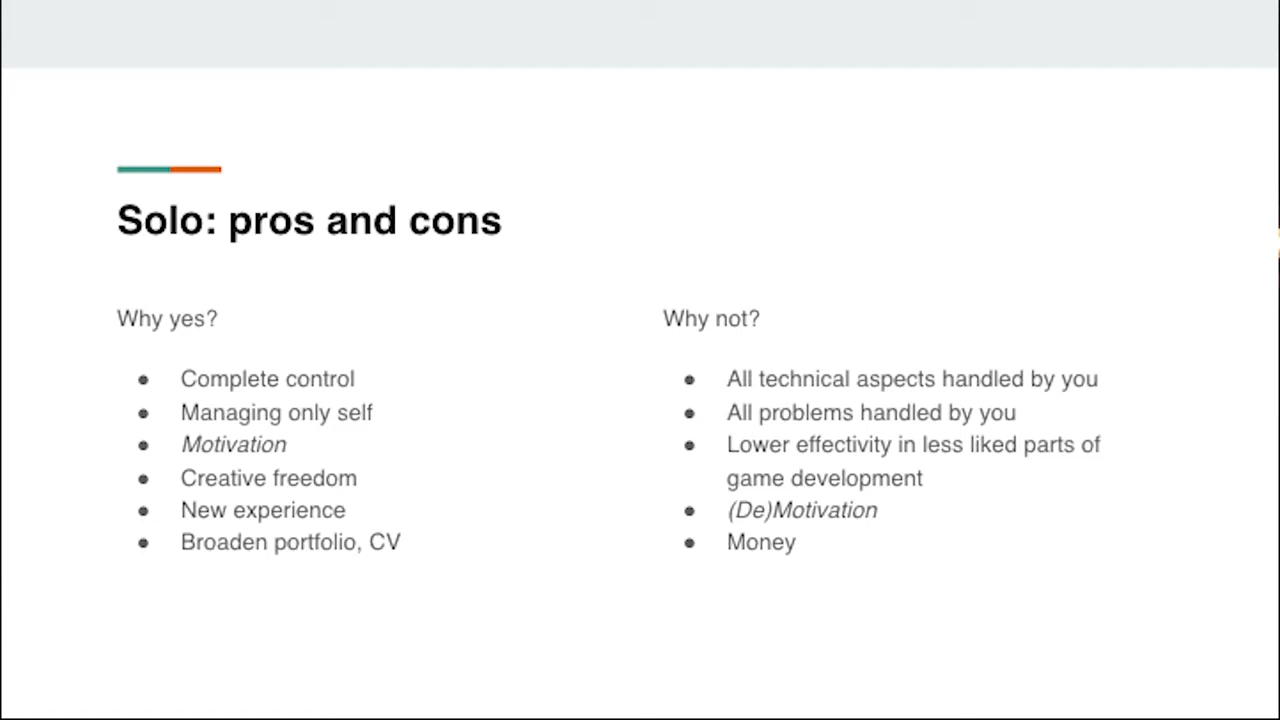 Solo: pros and cons
Why yes?
● Complete control
● Managing only self
● Motivation
● Creative freedom
● New experience
● Broaden portfolio, CV
Why not?
● All technical aspects handled by you
● All problems handled by you
● Lower effectivity in less liked parts of
game development
● (De)Motivation
● Money